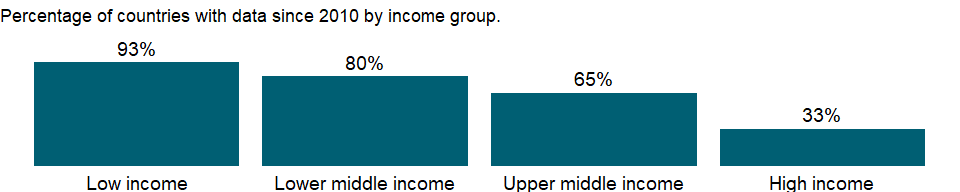 Percentage of countries with data since 2010 by income group.
93%
80%
65%
33%
Low income
Lower middle income
Upper middle income
High income